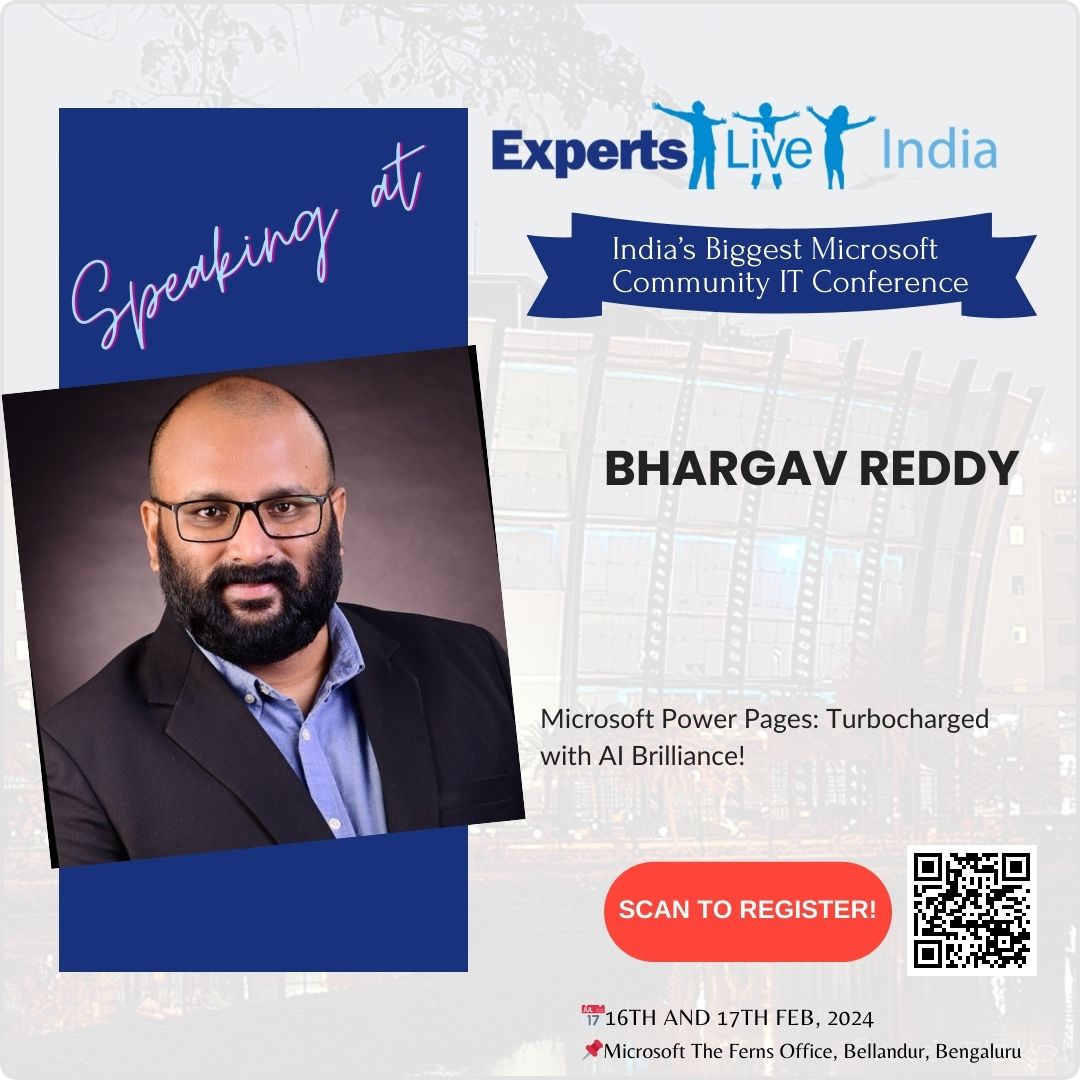 Speaking at
Experts Live India
India’s Biggest Microsoft
Community IT Conference
BHARGAV REDDY
Microsoft Power Pages: Turbocharged
with AI Brilliance!
SCAN TO REGISTER!
📅16TH AND 17TH FEB, 2024
📌Microsoft The Ferns Office, Bellandur, Bengaluru